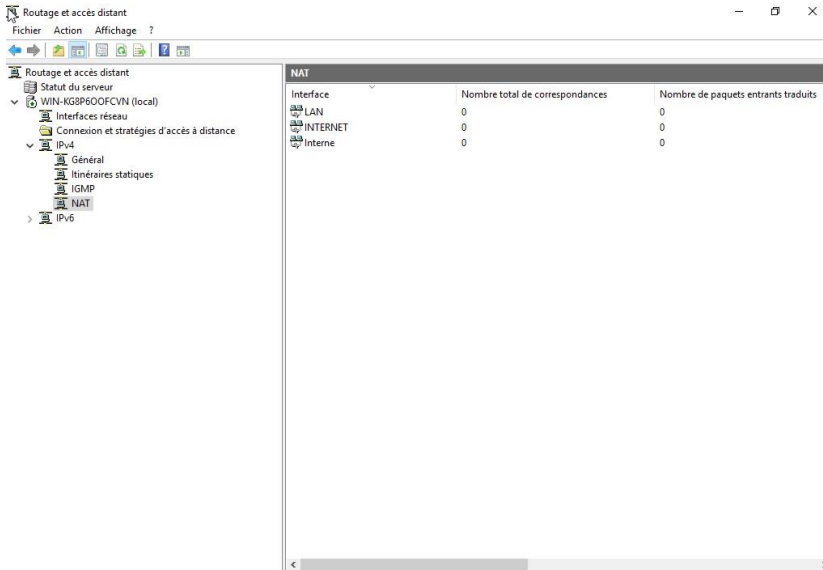 Routage et accès distant
Fichier Action Affichage ?
Routage et accès distant
Statut du serveur
WIN-KG8P6OOFCVN (local)
Interfaces réseau
Connexion et stratégies d'accès à distance
IPv4
Général
Itinéraires statiques
IGMP
NAT
IPv6
NAT
Interface Nombre total de correspondances Nombre de paquets entrants traduits
LAN 0 0
INTERNET 0 0
Interne 0 0